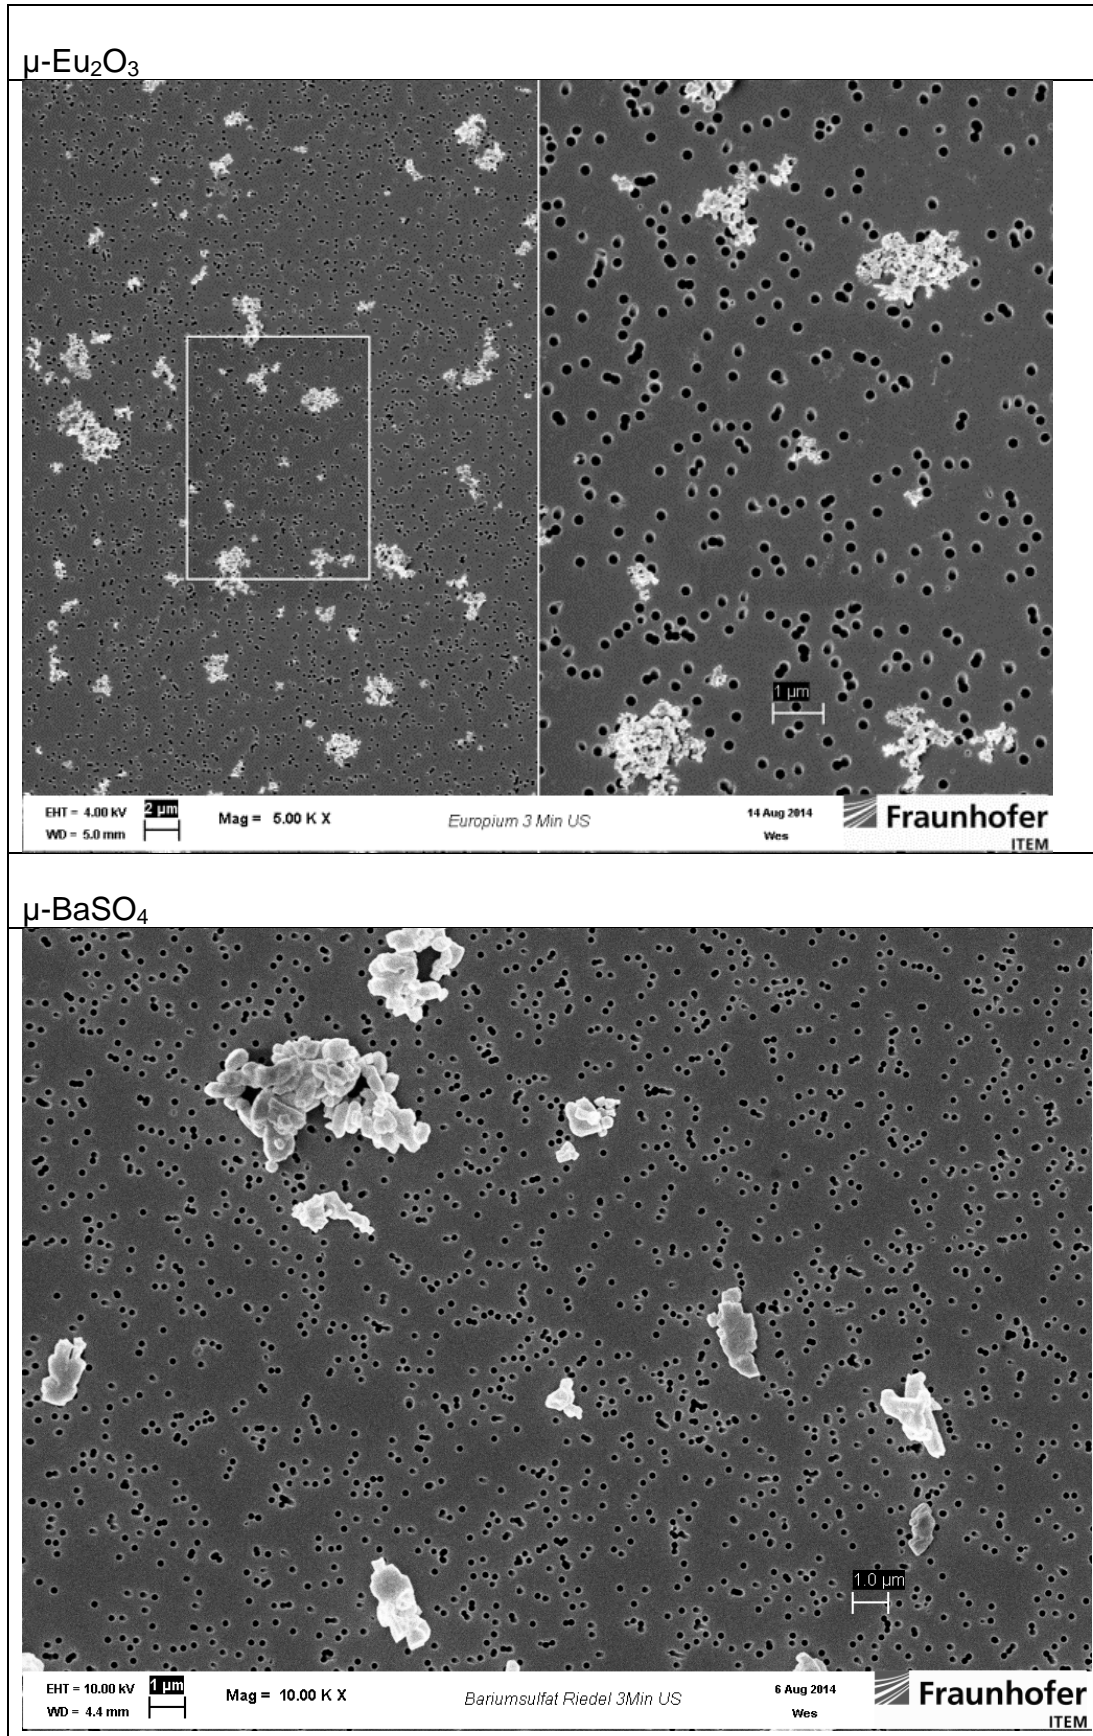 μ-Eu₂O₃
1 µm
EHT = 4.00 kV
WD = 5.0 mm
2 µm
Mag = 5.00 K X
Europium 3 Min US
14 Aug 2014
Wes
Fraunhofer
ITEM
μ-BaSO₄
1.0 µm
EHT = 10.00 kV
WD = 4.4 mm
1 µm
Mag = 10.00 K X
Bariumsulfat Riedel 3Min US
6 Aug 2014
Wes
Fraunhofer
ITEM